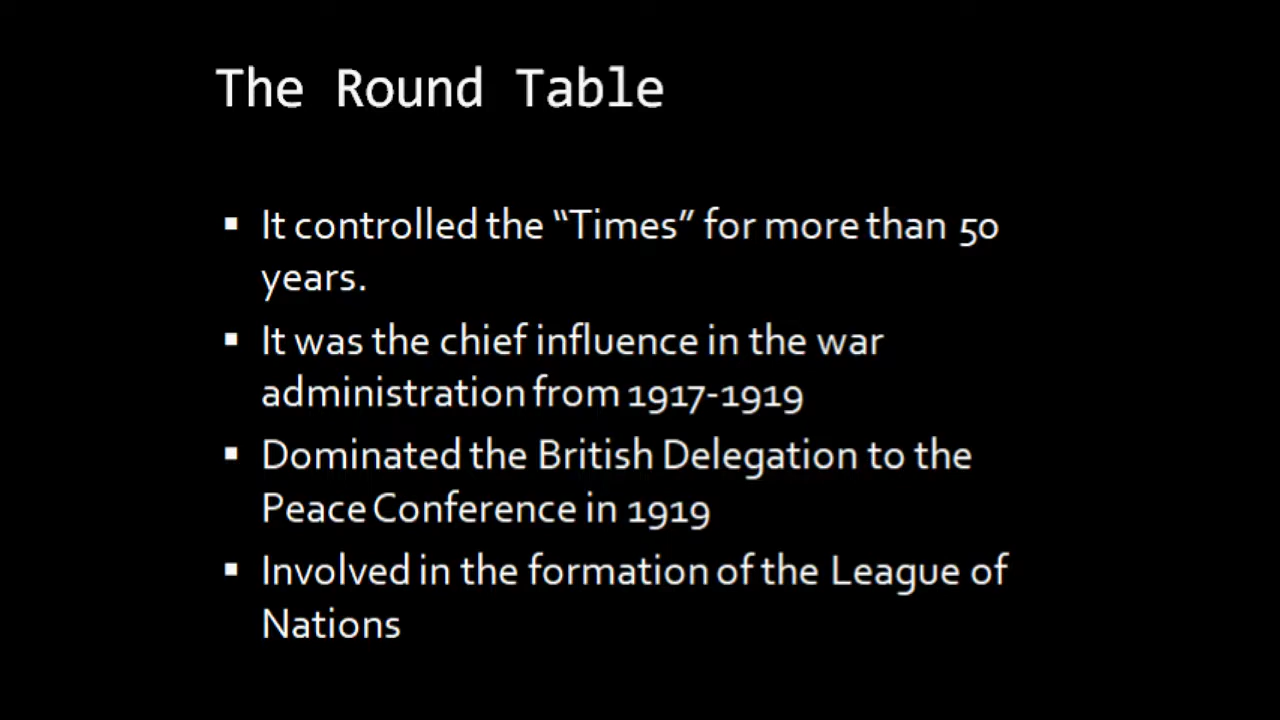 The Round Table
▪ It controlled the “Times” for more than 50
years.
▪ It was the chief influence in the war
administration from 1917-1919
▪ Dominated the British Delegation to the
Peace Conference in 1919
▪ Involved in the formation of the League of
Nations